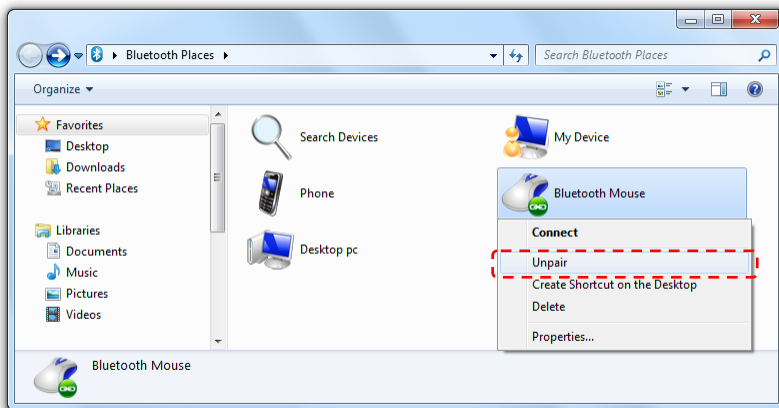 Bluetooth Places
Search Bluetooth Places
Organize
Favorites
Desktop
Downloads
Recent Places
Libraries
Documents
Music
Pictures
Videos
Search Devices
My Device
Phone
Bluetooth Mouse
Desktop pc
Connect
Unpair
Create Shortcut on the Desktop
Delete
Properties...
Bluetooth Mouse